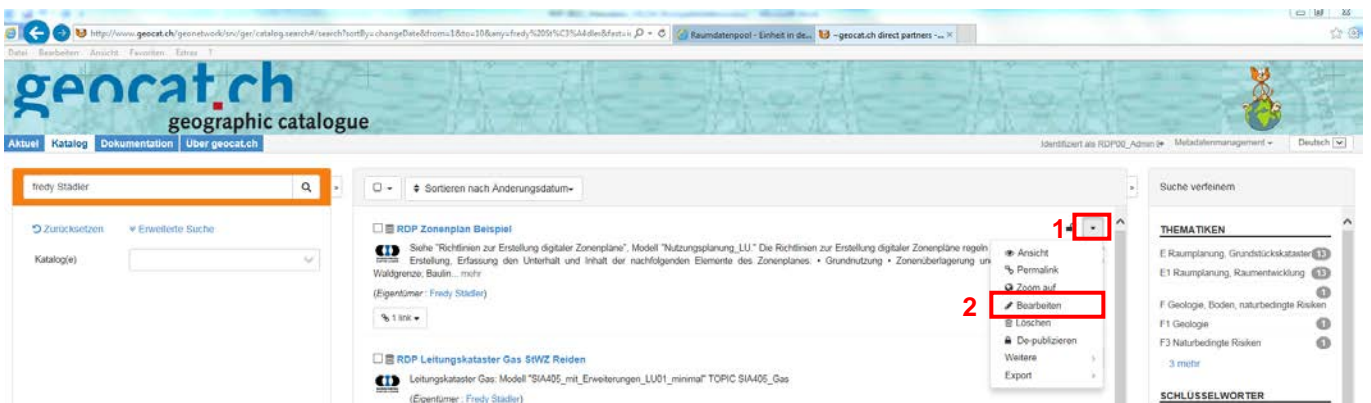 http://www.geocat.ch/geonetwork/srv/ger/catalog.search#/search?sortBy=changeDate&from=1&to=10&any=fredy%20St%C3%A4dler&fast=i
Raumdatenpool - Einheit in de...
~geocat.ch direct partners -...
Datei Bearbeiten Ansicht Favoriten Extras ?
geocat.ch
geographic catalogue
Aktuel Katalog Dokumentation Über geocat.ch
Identifiziert als RDP00_Admin
Metadatenmanagement
Deutsch
fredy Städler
Sortieren nach Änderungsdatum
Suche verfeinern
Zurücksetzen
Erweiterte Suche
Katalog(e)
RDP Zonenplan Beispiel
1
Siehe "Richtlinien zur Erstellung digitaler Zonenpläne", Modell "Nutzungsplanung_LU." Die Richtlinien zur Erstellung digitaler Zonenpläne regeln
Erstellung, Erfassung den Unterhalt und Inhalt der nachfolgenden Elemente des Zonenplanes. • Grundnutzung • Zonenüberlagerung
Waldgrenze, Baulin... mehr
(Eigentümer : Fredy Städler)
1 link
Ansicht
Permalink
Zoom auf
2
Bearbeiten
Löschen
De-publizieren
Weitere
Export
RDP Leitungskataster Gas StWZ Reiden
Leitungskataster Gas: Modell "SIA405_mit_Erweiterungen_LU01_minimal" TOPIC SIA405_Gas
(Eigentümer : Fredy Städler)
THEMATIKEN
E Raumplanung, Grundstückskataster 13
E1 Raumplanung, Raumentwicklung 13
1
F Geologie, Boden, naturbedingte Risiken
F1 Geologie 1
F3 Naturbedingte Risiken 1
3 mehr
SCHLÜSSELWÖRTER